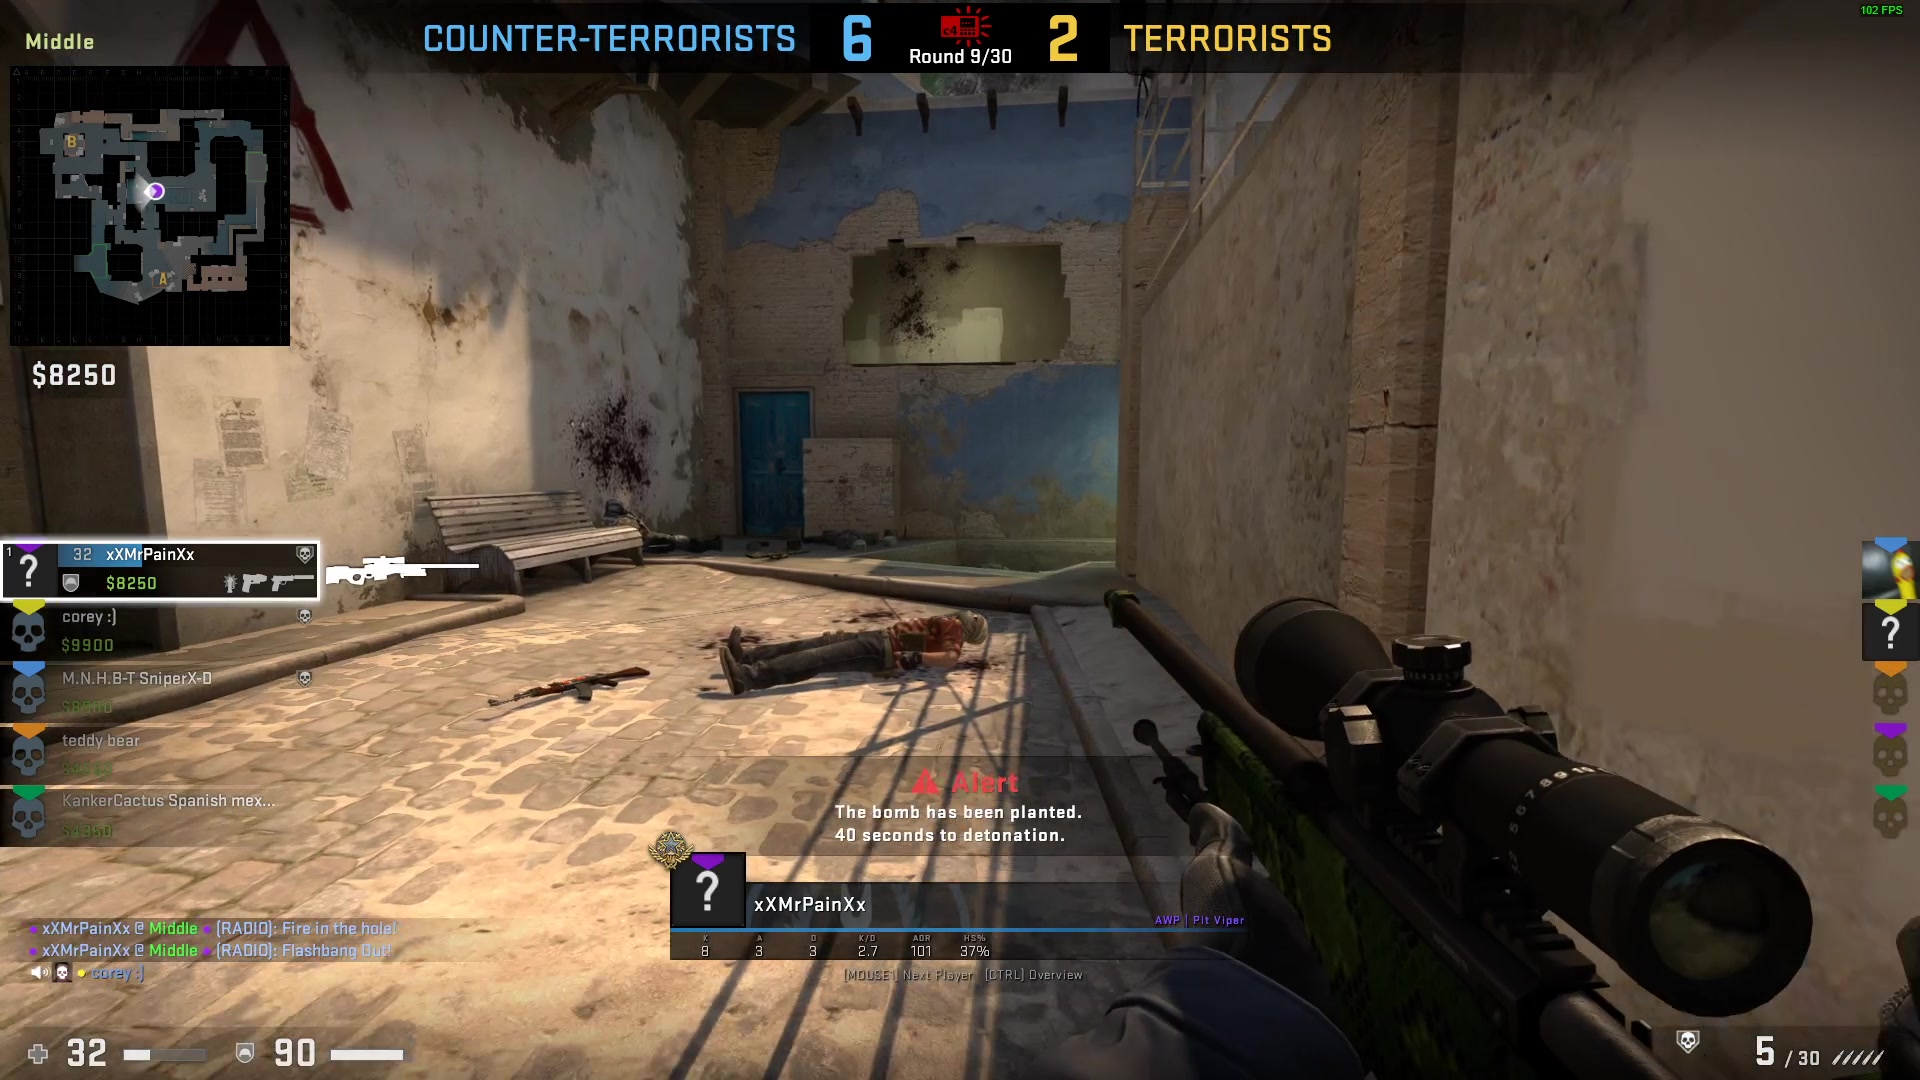 102 FPS
Middle
COUNTER-TERRORISTS 6 Round 9/30 2 TERRORISTS
B
A
$8250
1 ? 32 xXMrPainXx
$8250
corey :)
$9900
M.N.H.B-T SniperX-D
teddy bear
KankerCactus Spanish mex...
$4350
?
Alert
The bomb has been planted.
40 seconds to detonation.
?
xXMrPainXx
AWP | Pit Viper
K A D K/D ADR HS%
8 3 3 2.7 101 37%
[MOUSE1] Next Player [CTRL] Overview
xXMrPainXx @ Middle • (RADIO): Fire in the hole!
xXMrPainXx @ Middle • (RADIO): Flashbang Out!
corey :)
32 90
5 / 30